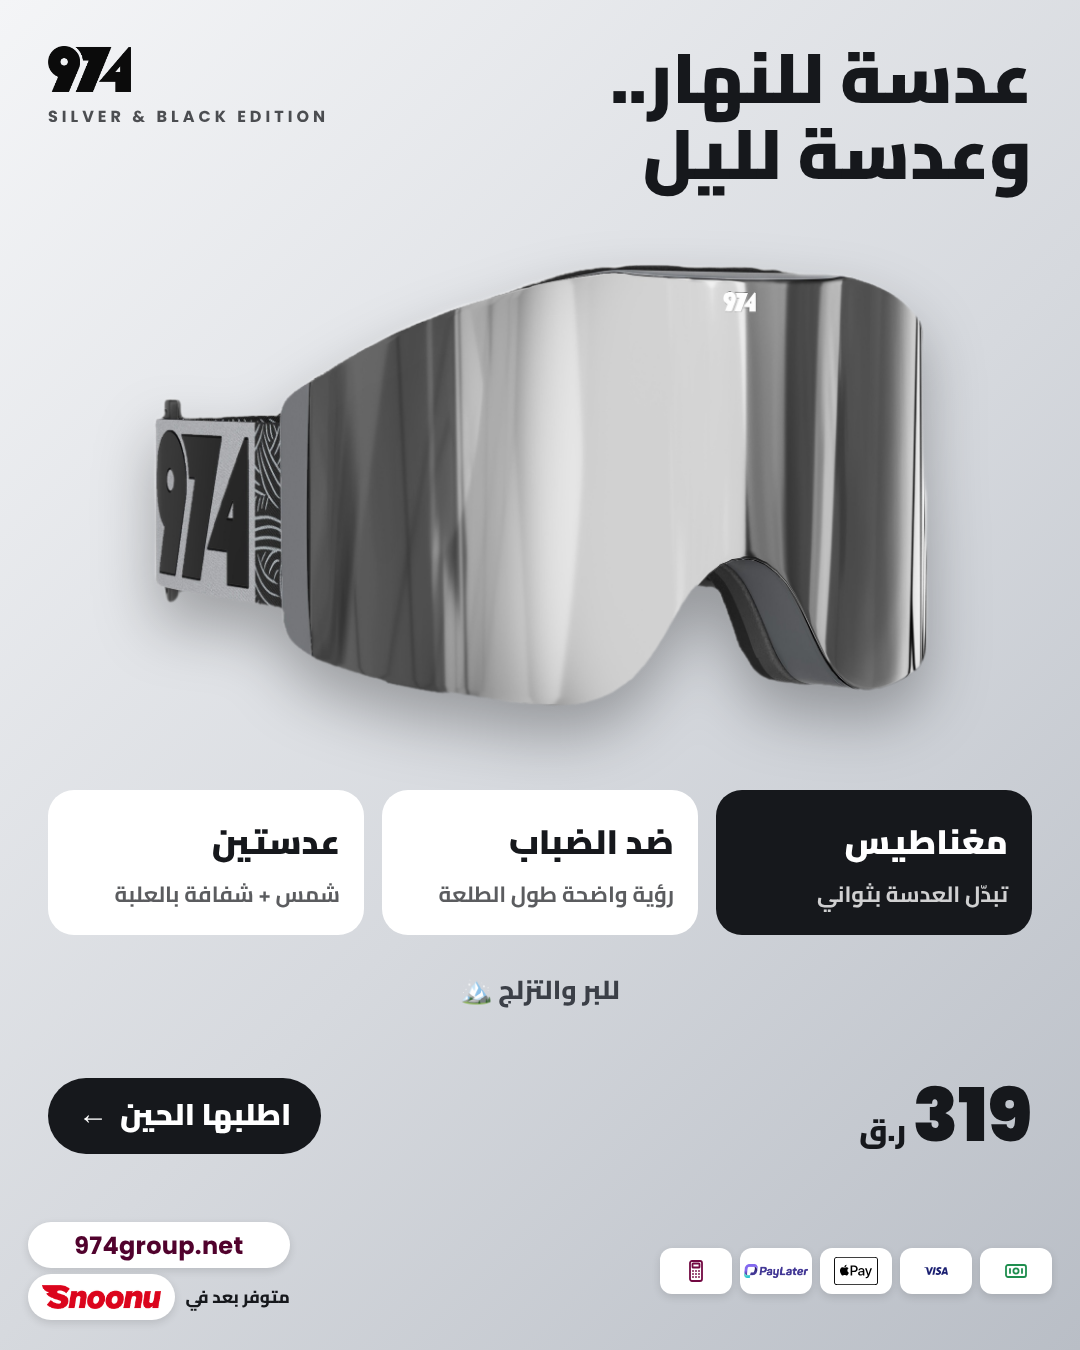 974
SILVER & BLACK EDITION
عدسة للنهار..
وعدسة لليل
974
974
مغناطيس
تبدّل العدسة بثواني
ضد الضباب
رؤية واضحة طول الطلعة
عدستين
شمس + شفافة بالعلبة
للبر والتزلج
319 ر.ق
اطلبها الحين ←
974group.net
متوفر بعد في Snoonu
PayLater
Pay
VISA